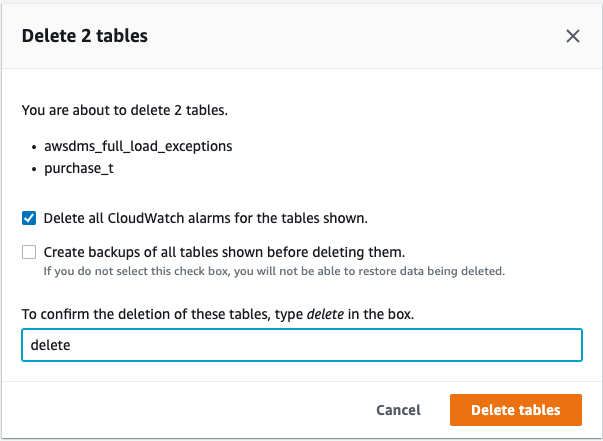 Delete 2 tables
You are about to delete 2 tables.
• awsdms_full_load_exceptions
• purchase_t
Delete all CloudWatch alarms for the tables shown.
Create backups of all tables shown before deleting them.
If you do not select this check box, you will not be able to restore data being deleted.
To confirm the deletion of these tables, type delete in the box.
delete
Cancel
Delete tables